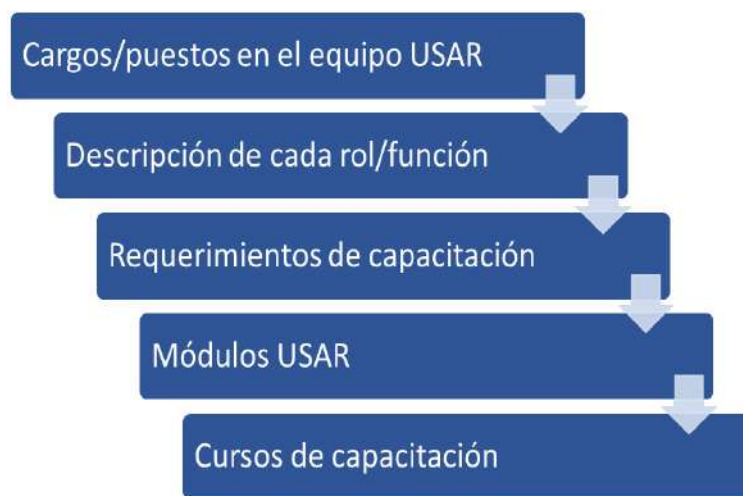 Cargos/puestos en el equipo USAR
Descripción de cada rol/función
Requerimientos de capacitación
Módulos USAR
Cursos de capacitación